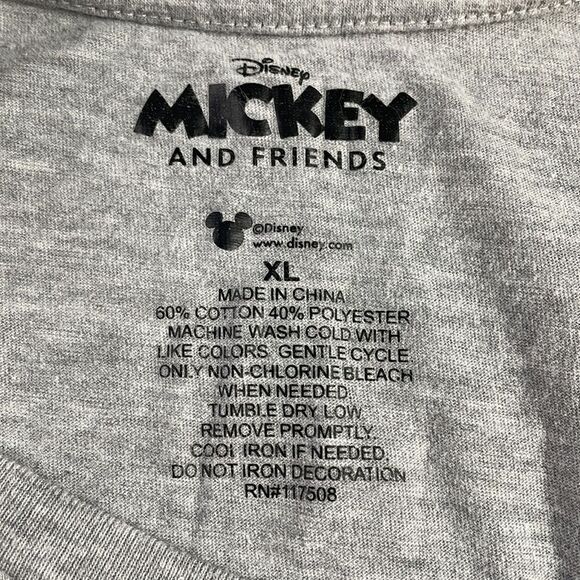 Disney
MICKEY
AND FRIENDS
©Disney
www.disney.com
XL
MADE IN CHINA
60% COTTON 40% POLYESTER
MACHINE WASH COLD WITH
LIKE COLORS. GENTLE CYCLE.
ONLY NON-CHLORINE BLEACH
WHEN NEEDED.
TUMBLE DRY LOW.
REMOVE PROMPTLY.
COOL IRON IF NEEDED.
DO NOT IRON DECORATION
RN#117508